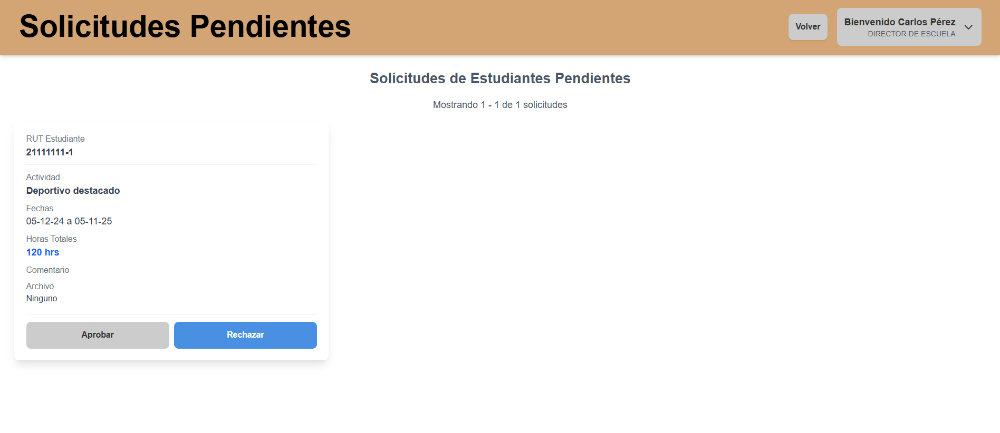 Solicitudes Pendientes
Volver
Bienvenido Carlos Pérez
DIRECTOR DE ESCUELA
Solicitudes de Estudiantes Pendientes
Mostrando 1 - 1 de 1 solicitudes
RUT Estudiante
21111111-1
Actividad
Deportivo destacado
Fechas
05-12-24 a 05-11-25
Horas Totales
120 hrs
Comentario
Archivo
Ninguno
Aprobar
Rechazar